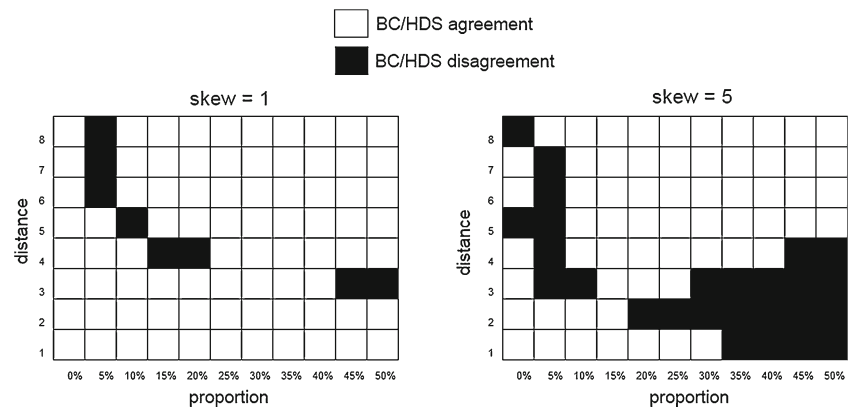 BC/HDS agreement
BC/HDS disagreement
skew = 1
8
7
6
5
4
3
2
1
distance
0% 5% 10% 15% 20% 25% 30% 35% 40% 45% 50%
proportion
skew = 5
8
7
6
5
4
3
2
1
distance
0% 5% 10% 15% 20% 25% 30% 35% 40% 45% 50%
proportion